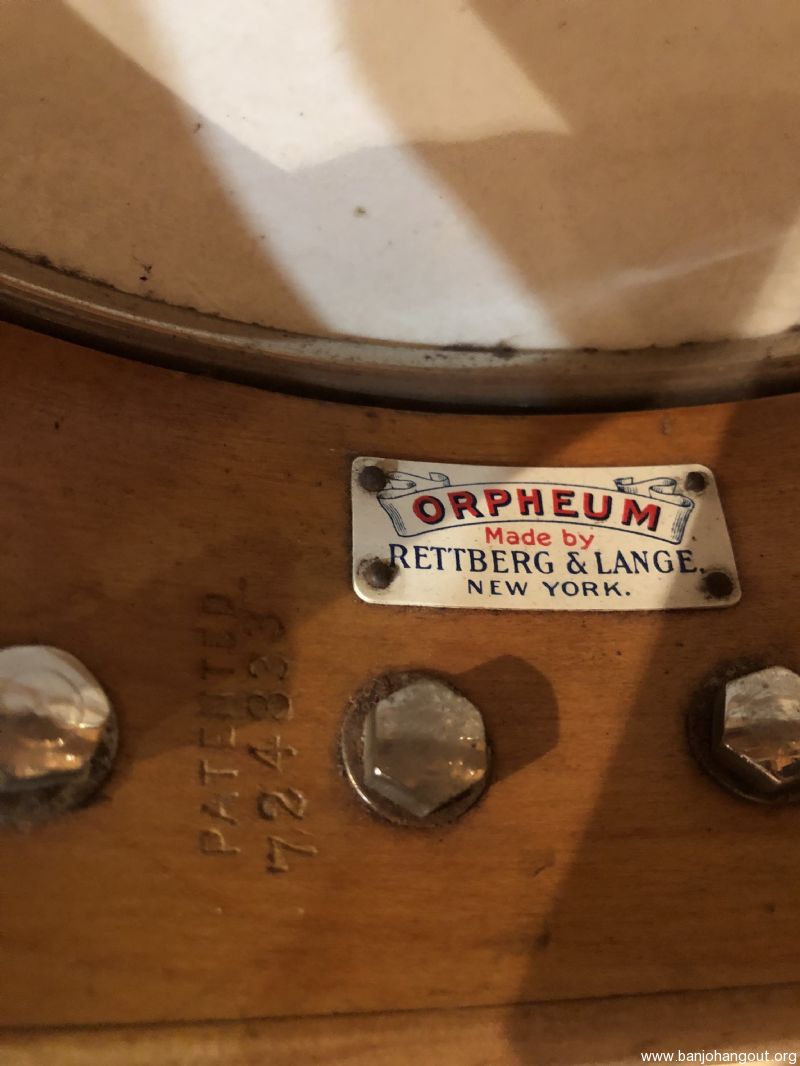 ORPHEUM
Made by
RETTBERG & LANGE.
NEW YORK.
PATENTED
724833
www.banjohangout.org